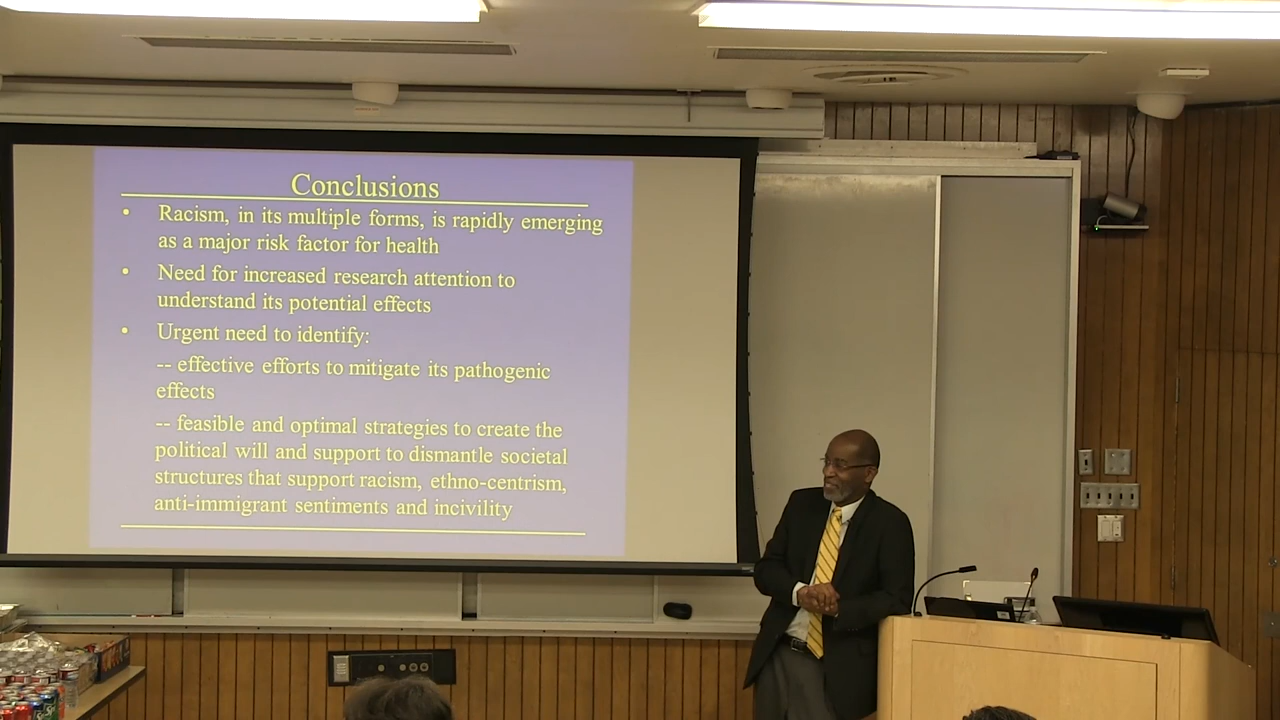 Conclusions
• Racism, in its multiple forms, is rapidly emerging
as a major risk factor for health
• Need for increased research attention to
understand its potential effects
• Urgent need to identify:
-- effective efforts to mitigate its pathogenic
effects
-- feasible and optimal strategies to create the
political will and support to dismantle societal
structures that support racism, ethno-centrism,
anti-immigrant sentiments and incivility